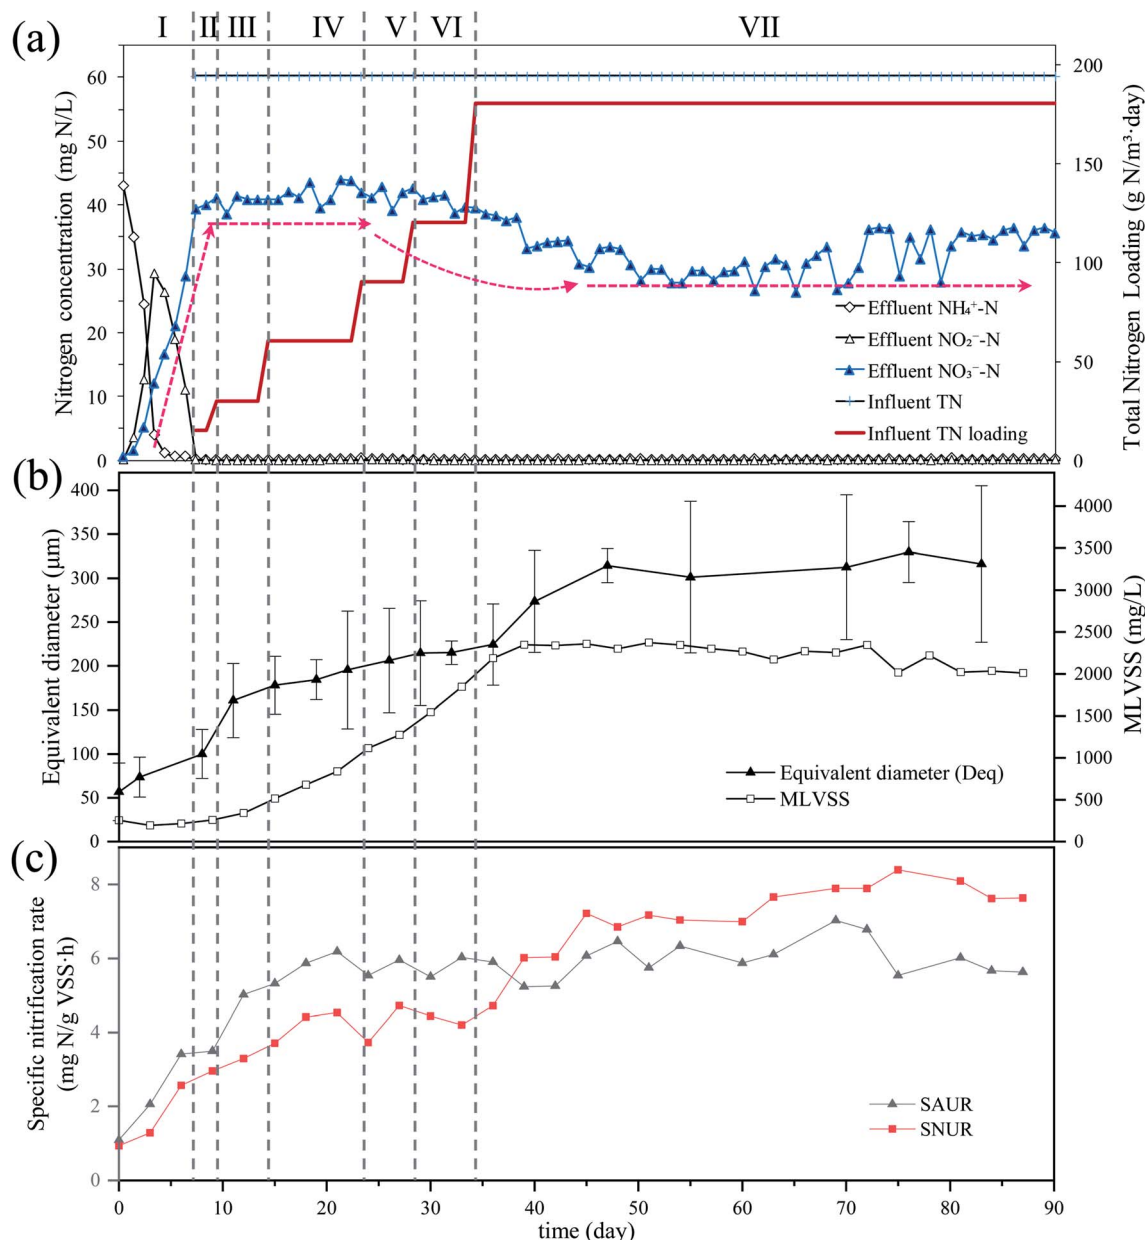 (a)
I II III IV V VI VII
Nitrogen concentration (mg N/L)
60
50
40
30
20
10
0
200
150
100
50
0
Total Nitrogen Loading (g N/m³·day)
Effluent NH₄⁺-N
Effluent NO₂⁻-N
Effluent NO₃⁻-N
Influent TN
Influent TN loading
(b)
Equivalent diameter (μm)
400
350
300
250
200
150
100
50
0
4000
3500
3000
2500
2000
1500
1000
500
0
MLVSS (mg/L)
Equivalent diameter (Deq)
MLVSS
(c)
Specific nitrification rate
(mg N/g VSS·h)
8
6
4
2
0
SAUR
SNUR
0 10 20 30 40 50 60 70 80 90
time (day)